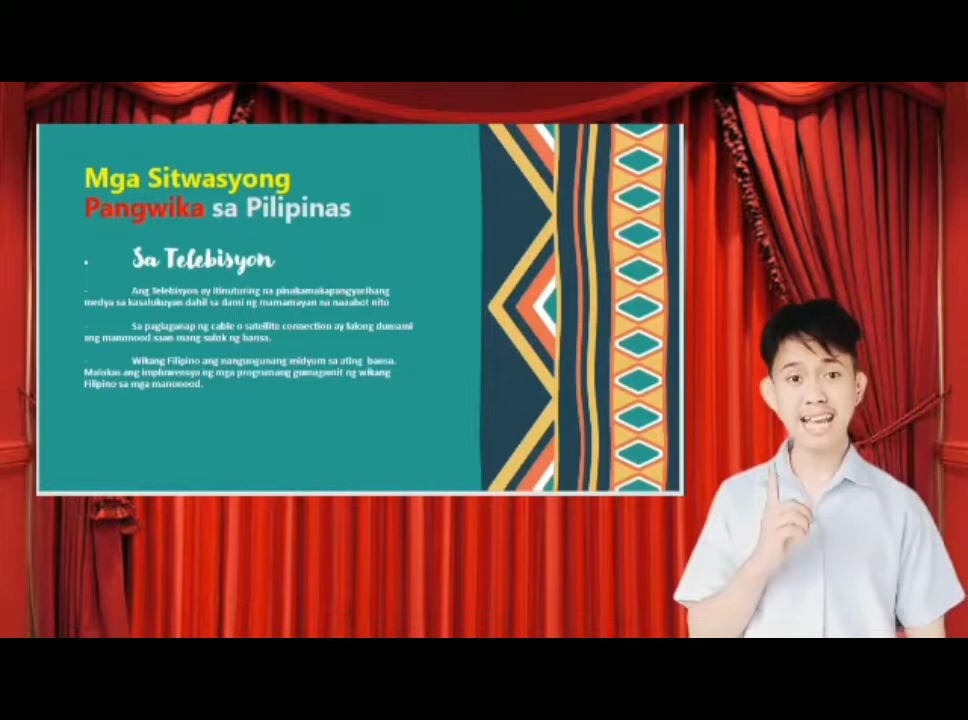 Mga Sitwasyong
Pangwika sa Pilipinas
• Sa Telebisyon
- Ang Telebisyon ay itinuturing na pinakamakapangyarihang
medya sa kasalukuyan dahil sa dami ng mamamayan na naaabot nito
- Sa paglaganap ng cable o satellite connection ay lalong dumami
ang manonood saan mang sulok ng bansa.
- Wikang Filipino ang nangungunang midyum sa ating bansa.
Malakas ang impluwensya ng mga programang gumagamit ng wikang
Filipino sa mga manonood.